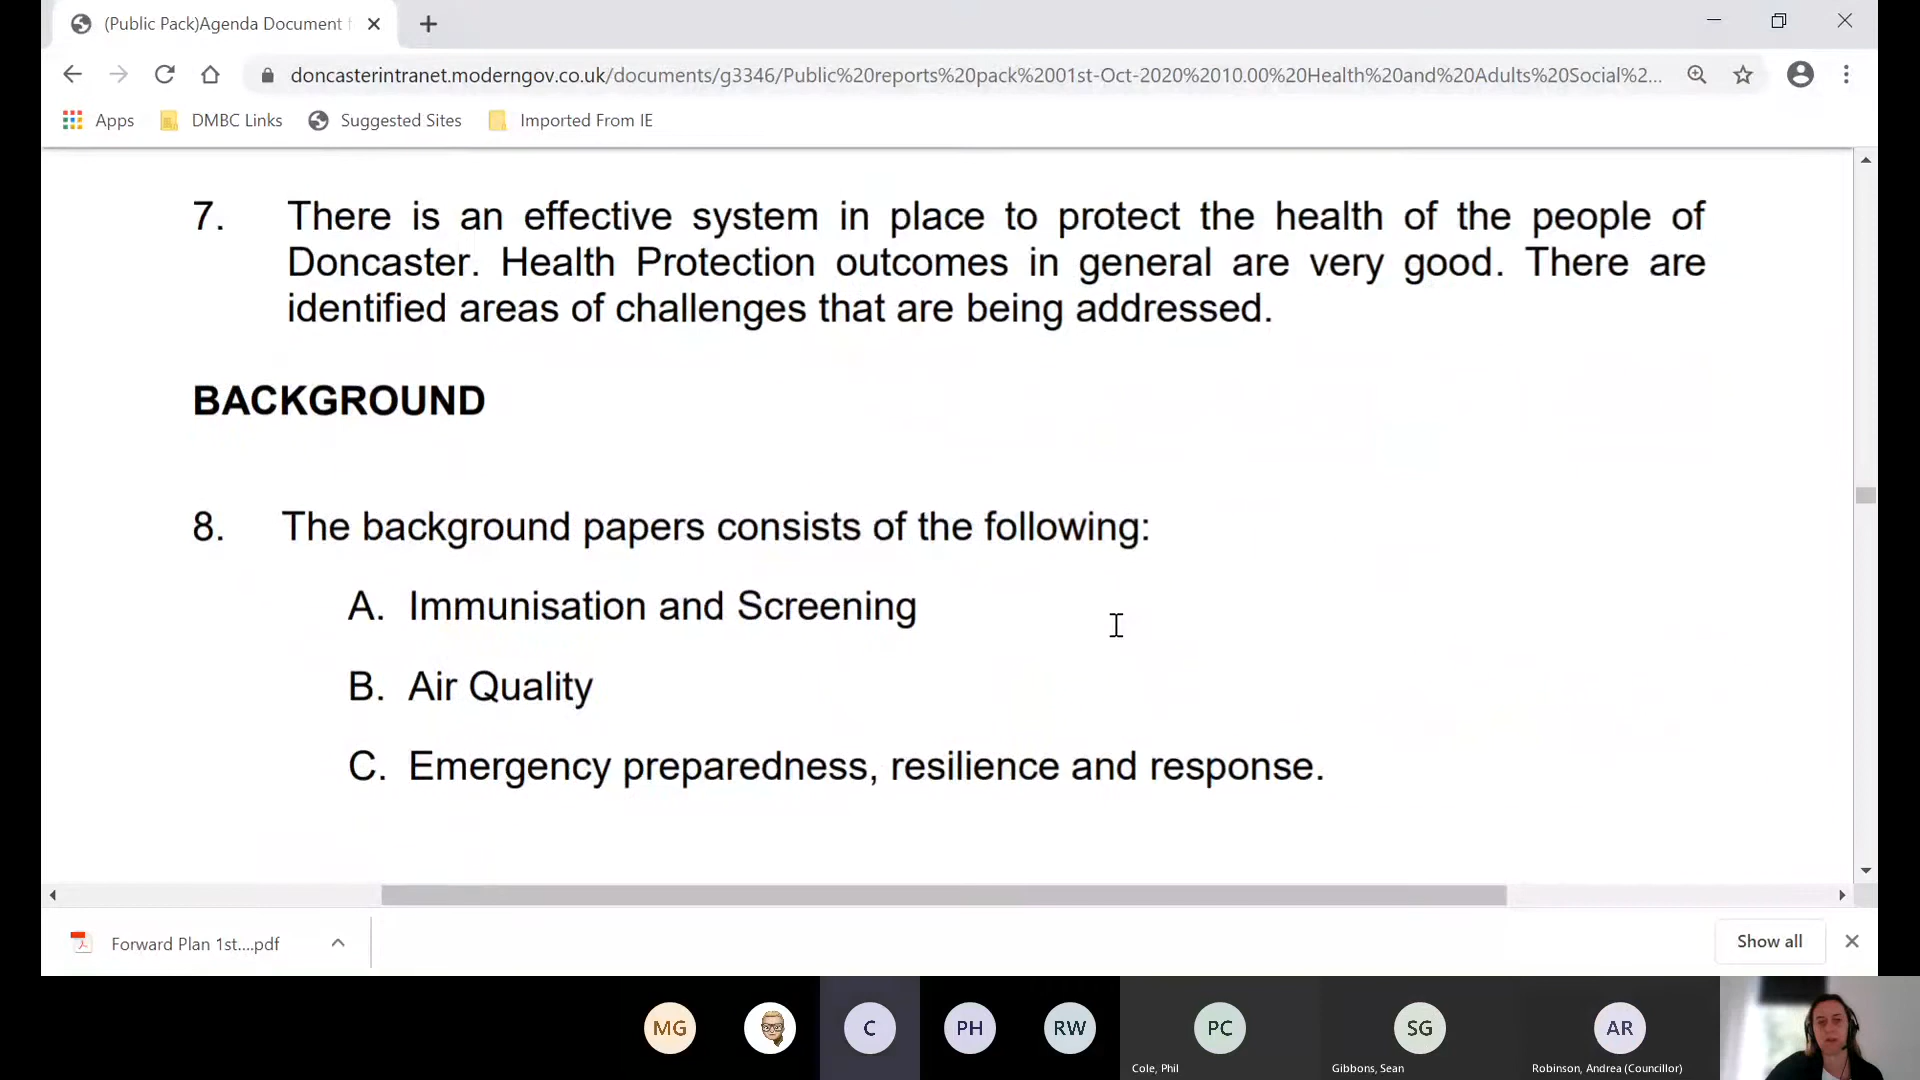 (Public Pack)Agenda Document
doncasterintranet.moderngov.co.uk/documents/g3346/Public%20reports%20pack%2001st-Oct-2020%2010.00%20Health%20and%20Adults%20Social%2...
Apps DMBC Links Suggested Sites Imported From IE
7. There is an effective system in place to protect the health of the people of
Doncaster. Health Protection outcomes in general are very good. There are
identified areas of challenges that are being addressed.
BACKGROUND
8. The background papers consists of the following:
A. Immunisation and Screening
B. Air Quality
C. Emergency preparedness, resilience and response.
Forward Plan 1st....pdf Show all
MG C PH RW PC SG AR
Cole, Phil Gibbons, Sean Robinson, Andrea (Councillor)